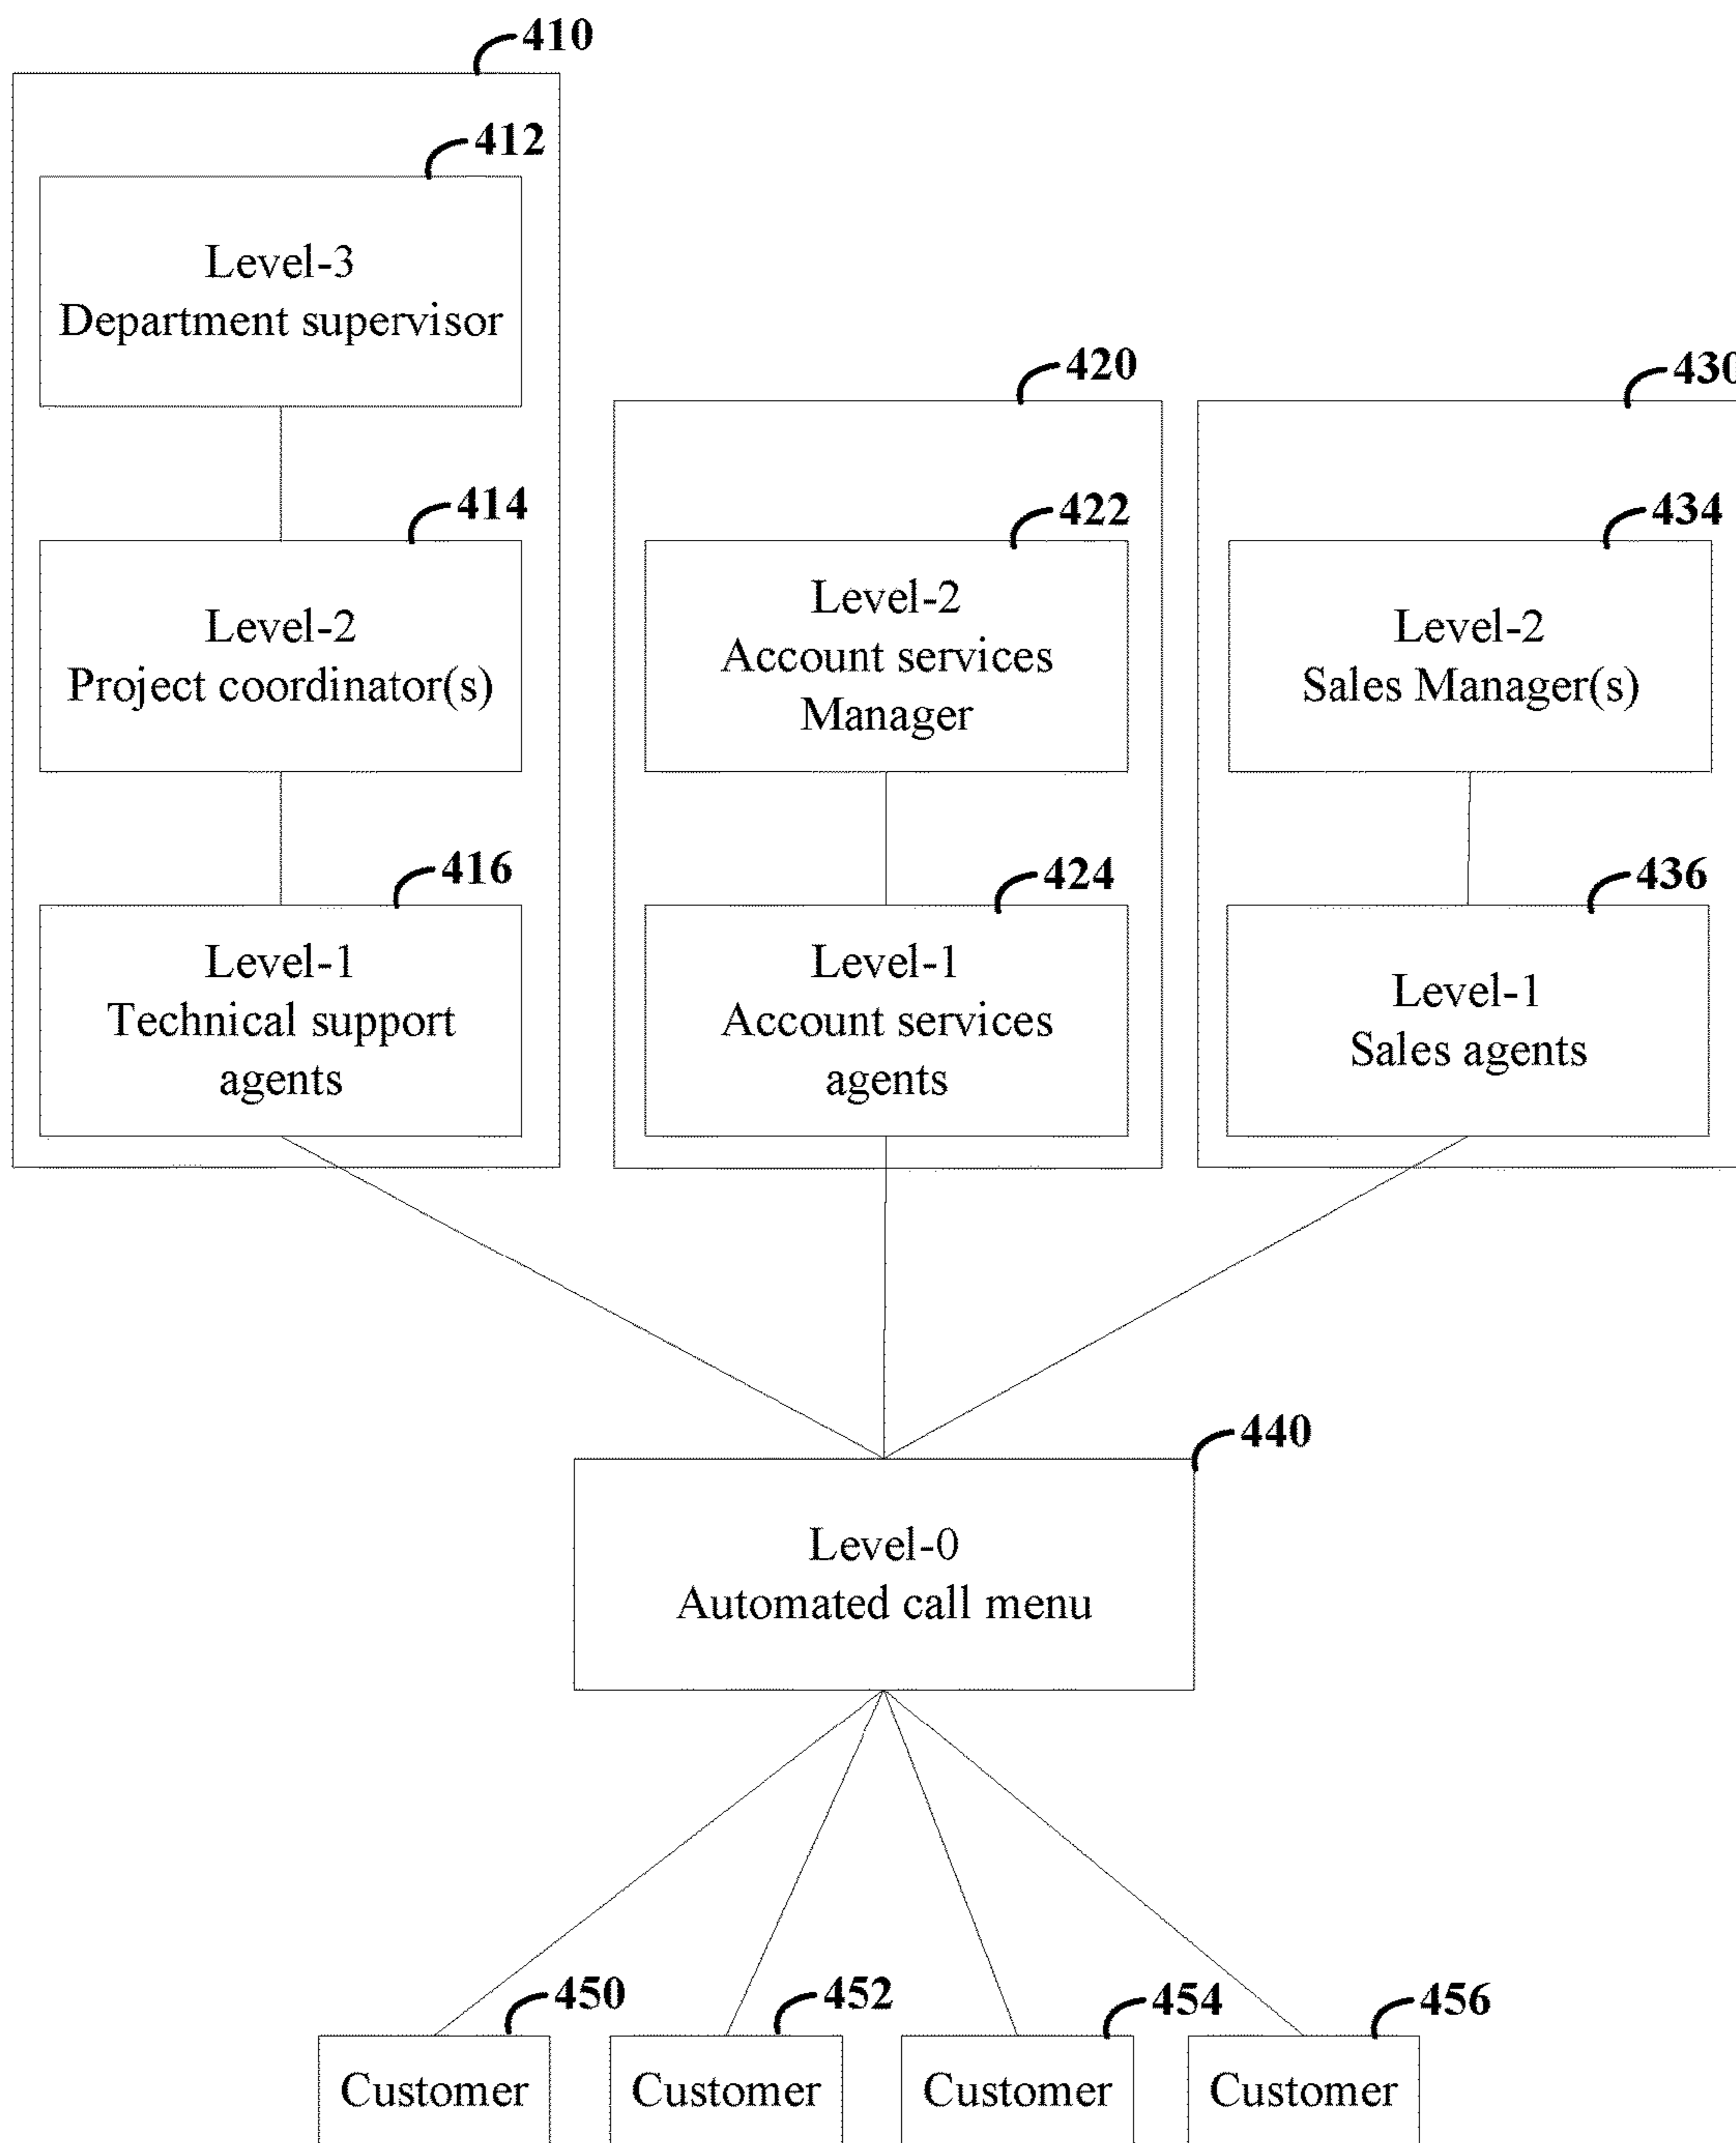 410
412
Level-3
Department supervisor
420
430
414
Level-2
Project coordinator(s)
422
Level-2
Account services
Manager
434
Level-2
Sales Manager(s)
416
Level-1
Technical support
agents
424
Level-1
Account services
agents
436
Level-1
Sales agents
440
Level-0
Automated call menu
450
Customer
452
Customer
454
Customer
456
Customer